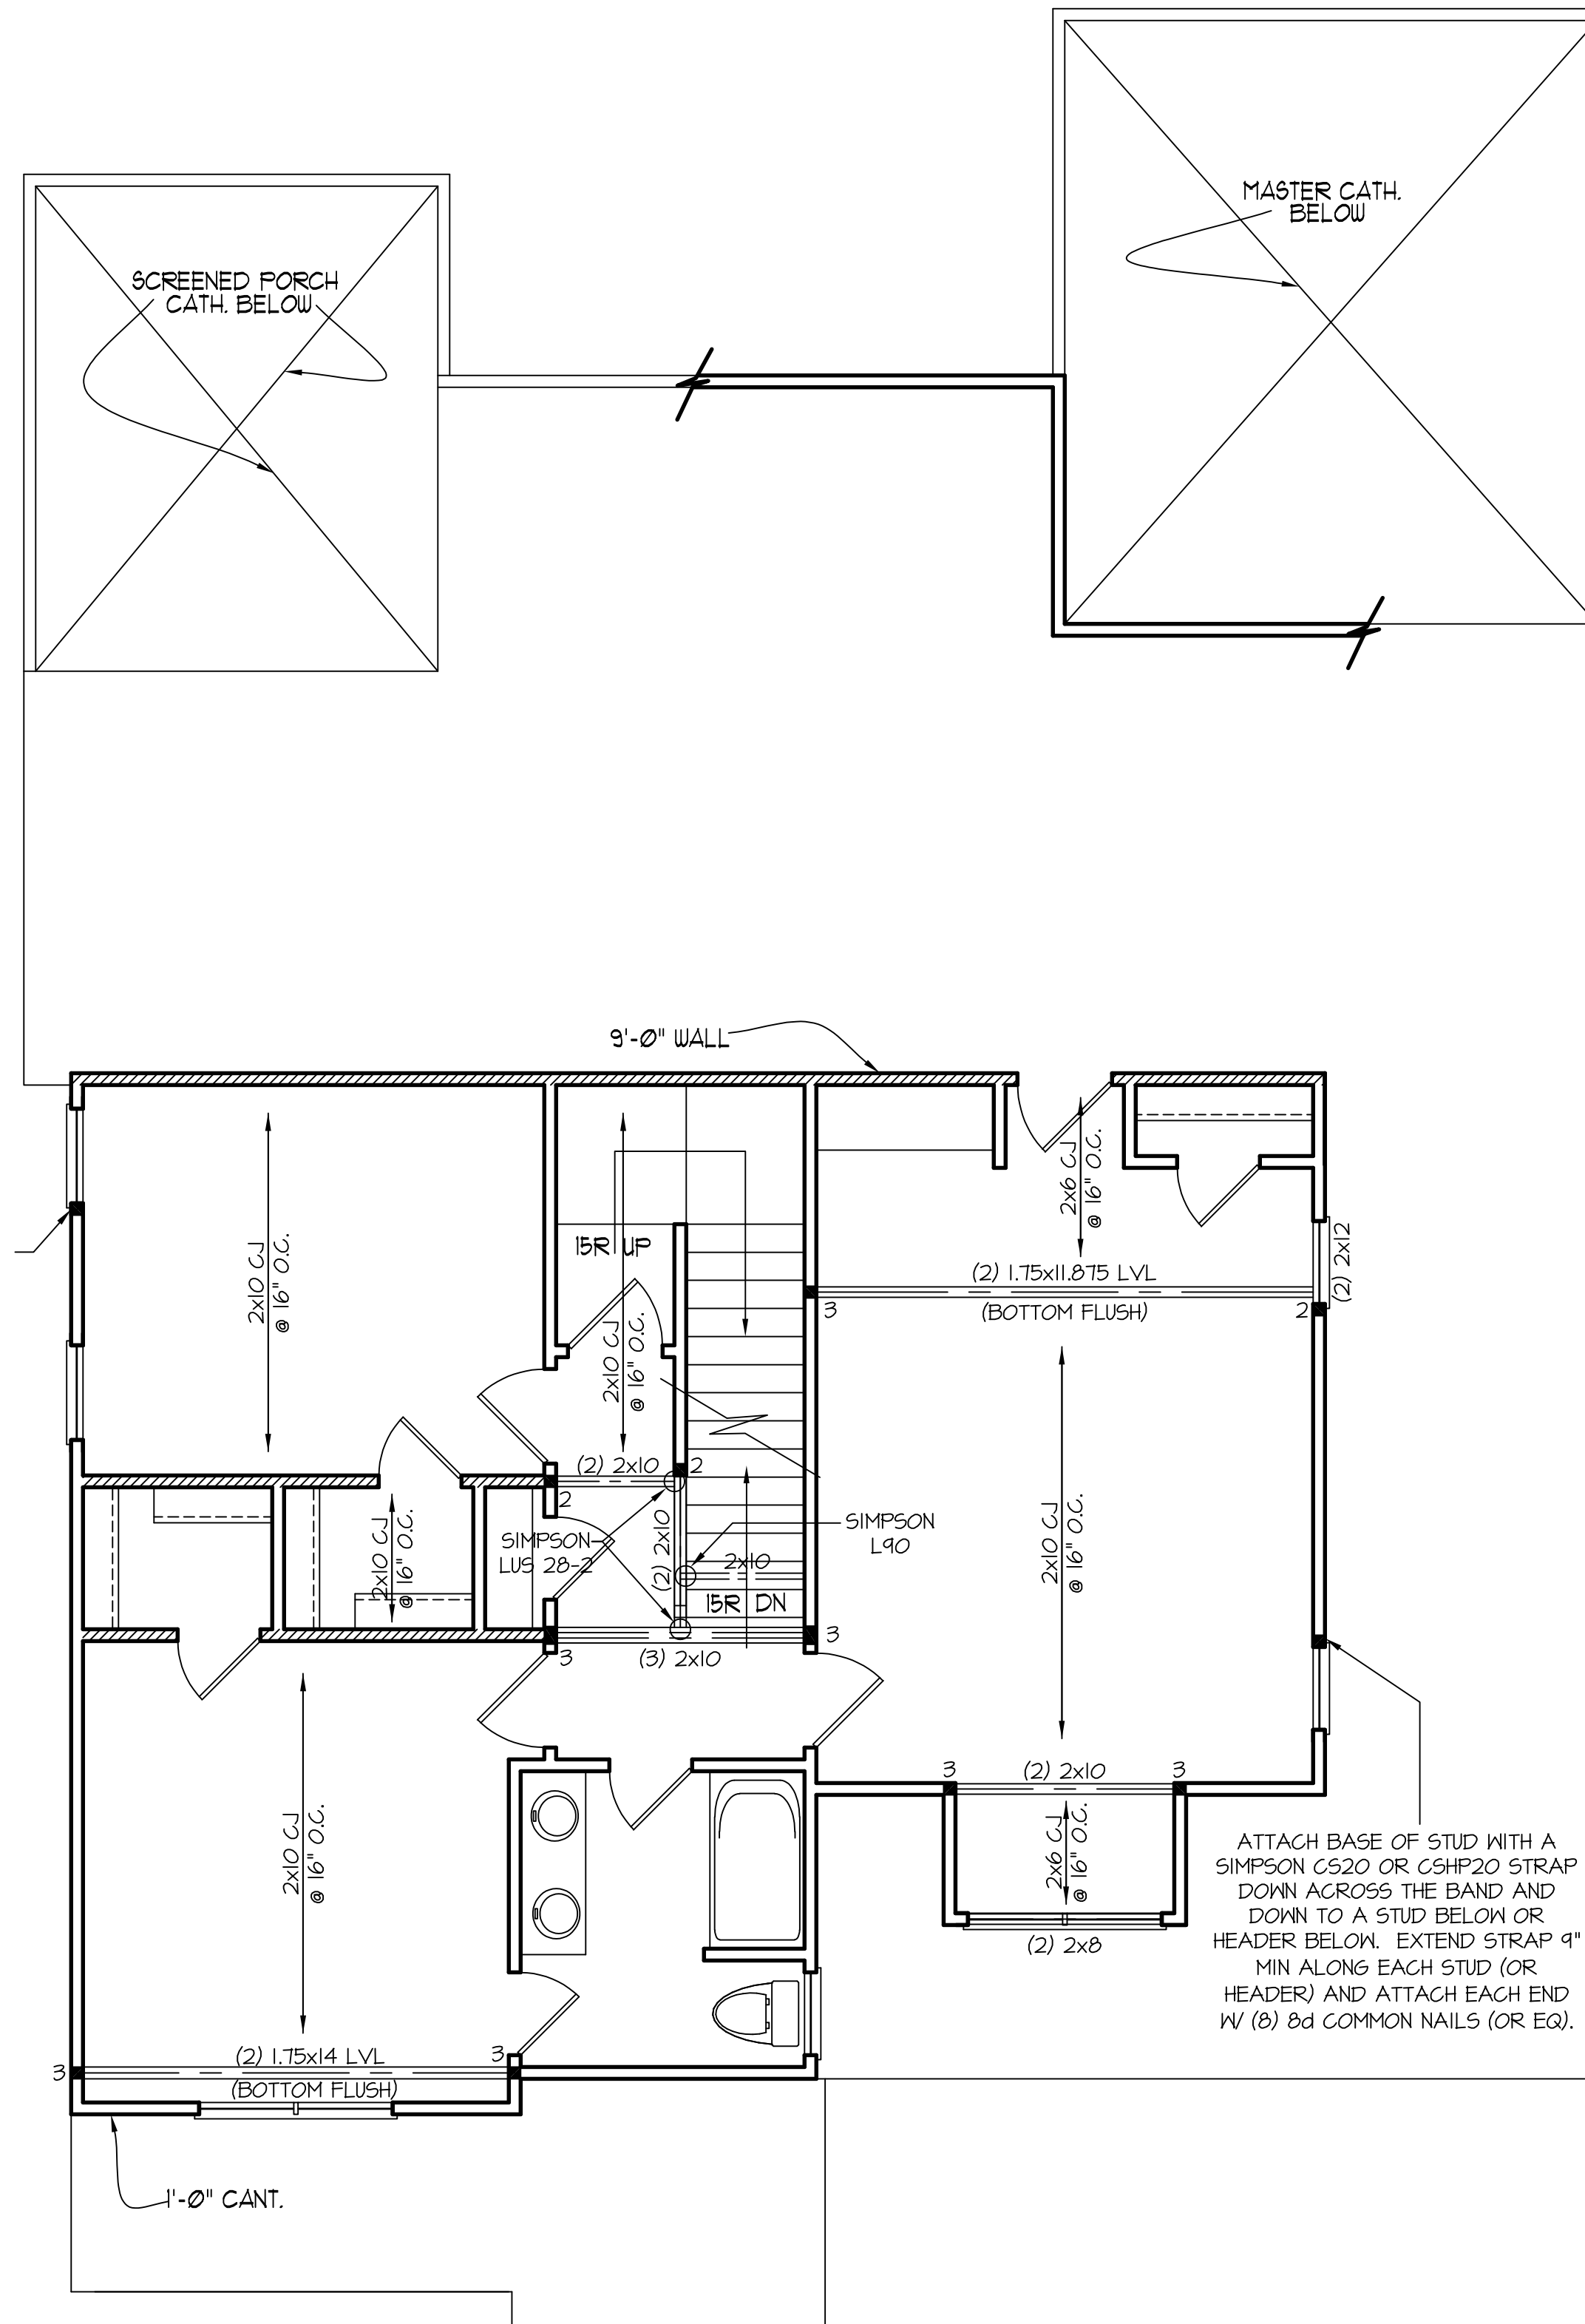 MASTER CATH.
BELOW
SCREENED PORCH
CATH. BELOW
9'-0" WALL
2x6 CJ
@ 16" O.C.
2x10 CJ
@ 16" O.C.
15R UP
2x10 CJ
@ 16" O.C.
(2) 2x12
(2) 1.75x11.875 LVL
(BOTTOM FLUSH)
3
2
(2) 2x10
2
2
2x10 CJ
@ 16" O.C.
SIMPSON
LUS 28-2
(2) 2x10
2x10
SIMPSON
L90
2x10 CJ
@ 16" O.C.
15R DN
3
3
(3) 2x10
2x10 CJ
@ 16" O.C.
3
(2) 2x10
3
2x6 CJ
@ 16" O.C.
(2) 2x8
ATTACH BASE OF STUD WITH A
SIMPSON CS20 OR CSHP20 STRAP
DOWN ACROSS THE BAND AND
DOWN TO A STUD BELOW OR
HEADER BELOW. EXTEND STRAP 9"
MIN ALONG EACH STUD (OR
HEADER) AND ATTACH EACH END
W/ (8) 8d COMMON NAILS (OR EQ).
3
(2) 1.75x14 LVL
3
(BOTTOM FLUSH)
1'-0" CANT.